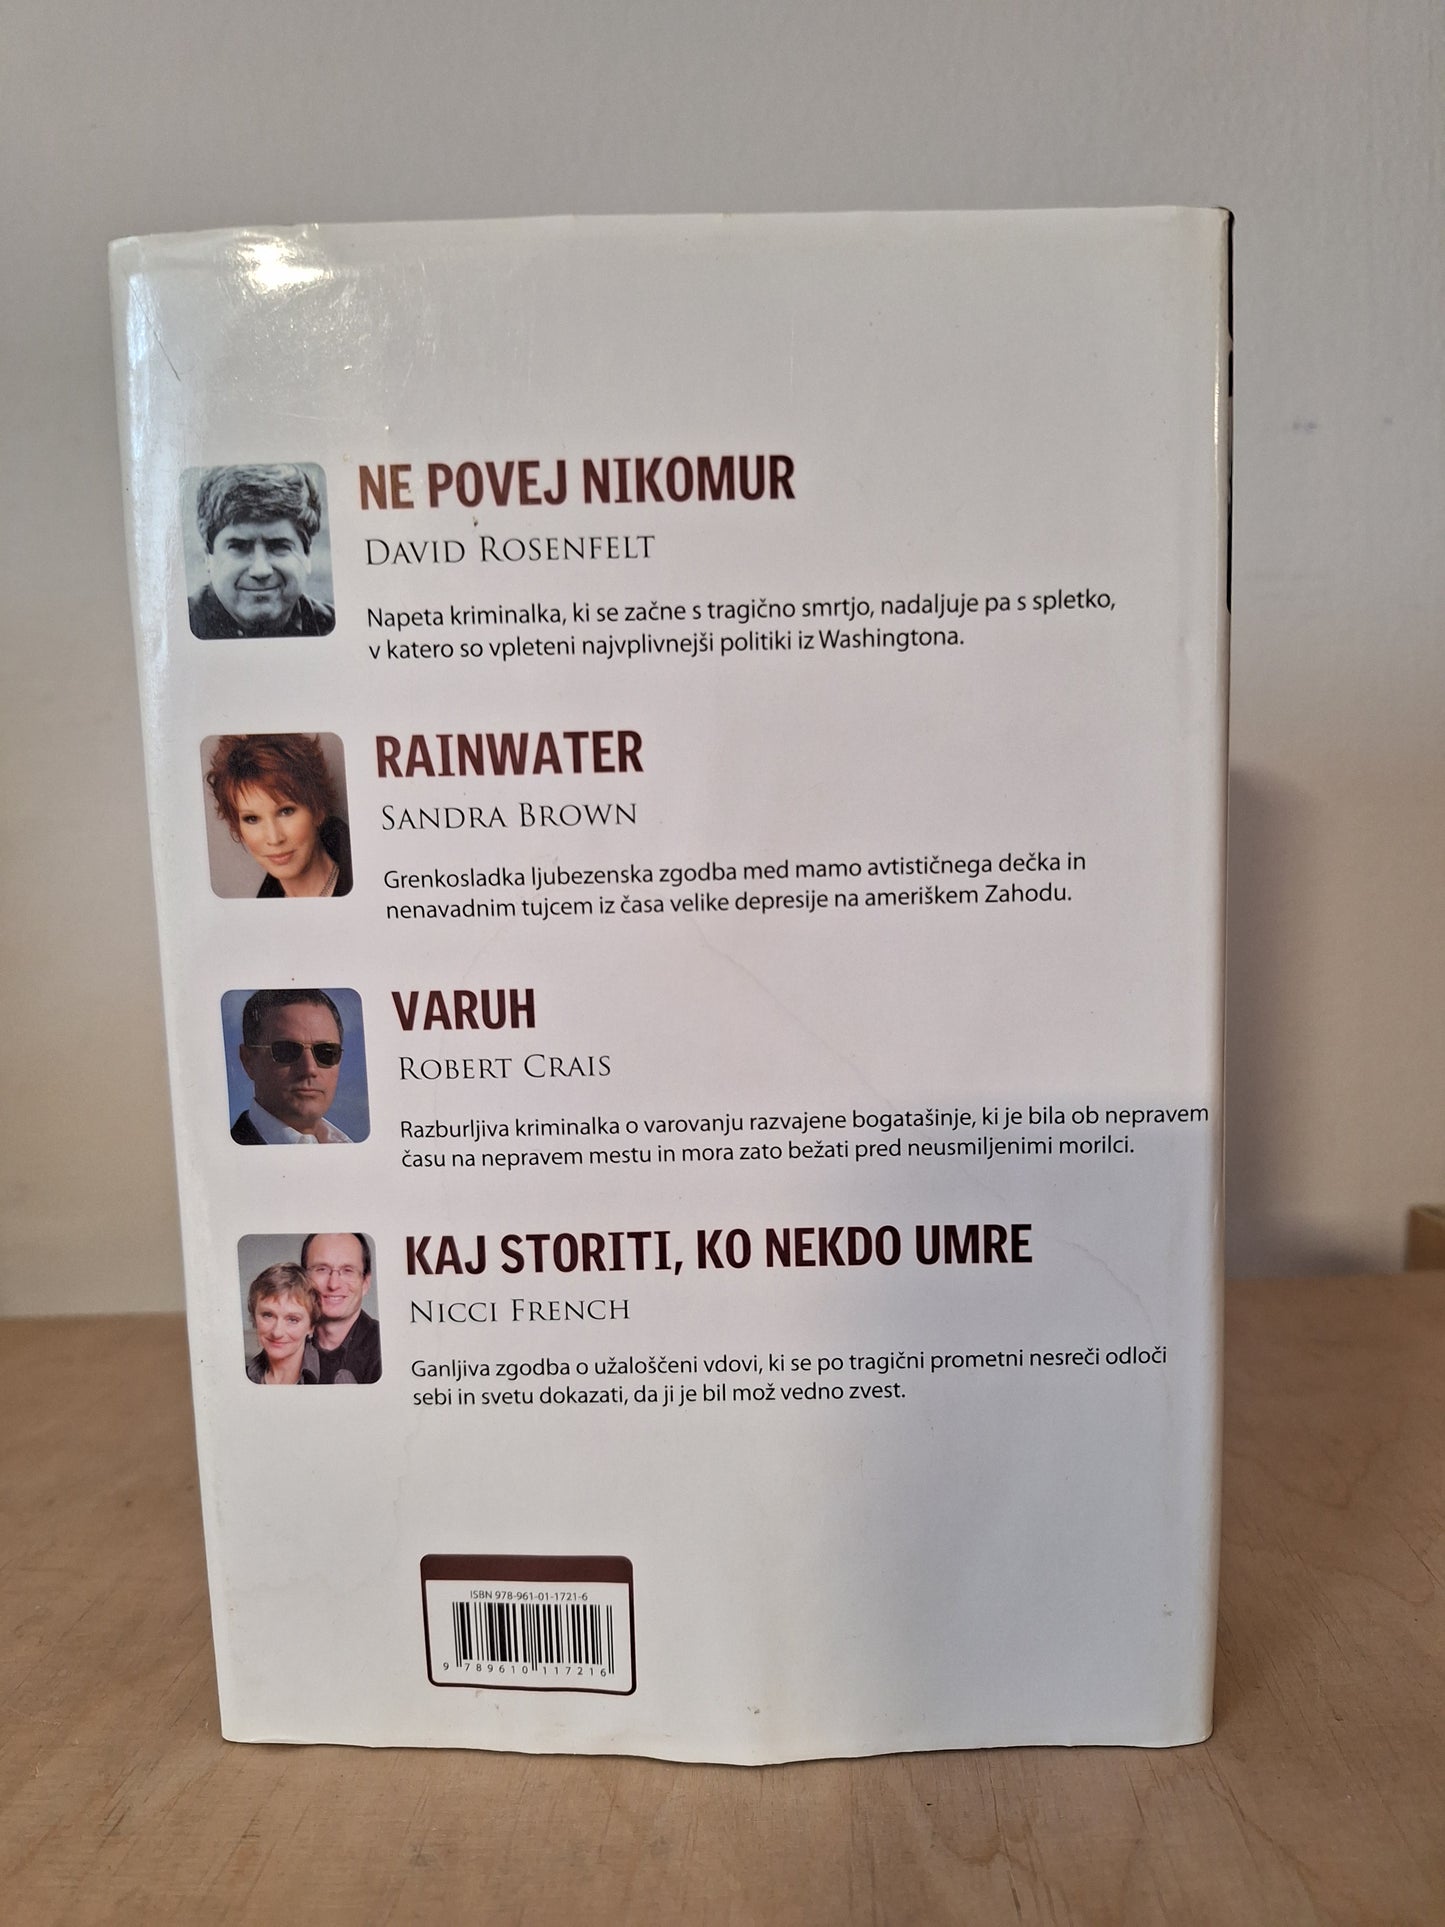 NE POVEJ NIKOMUR
DAVID ROSENFELT
Napeta kriminalka, ki se začne s tragično smrtjo, nadaljuje pa s spletko,
v katero so vpleteni najvplivnejši politiki iz Washingtona.
RAINWATER
SANDRA BROWN
Grenkosladka ljubezenska zgodba med mamo avtističnega dečka in
nenavadnim tujcem iz časa velike depresije na ameriškem Zahodu.
VARUH
ROBERT CRAIS
Razburljiva kriminalka o varovanju razvajene bogatašinje, ki je bila ob nepravem
času na nepravem mestu in mora zato bežati pred neusmiljenimi morilci.
KAJ STORITI, KO NEKDO UMRE
NICCI FRENCH
Ganljiva zgodba o užaloščeni vdovi, ki se po tragični prometni nesreči odloči
sebi in svetu dokazati, da ji je bil mož vedno zvest.
ISBN 978-961-01-1721-6
9 789610 117216